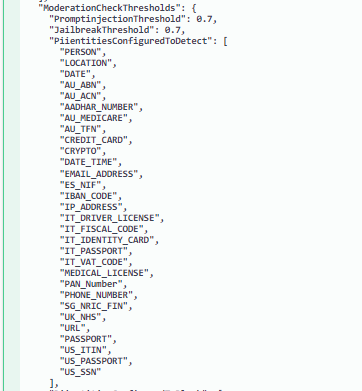 "ModerationCheckThresholds": {
"PromptinjectionThreshold": 0.7,
"JailbreakThreshold": 0.7,
"PiientitiesConfiguredToDetect": [
"PERSON",
"LOCATION",
"DATE",
"AU_ABN",
"AU_ACN",
"AADHAR_NUMBER",
"AU_MEDICARE",
"AU_TFN",
"CREDIT_CARD",
"CRYPTO",
"DATE_TIME",
"EMAIL_ADDRESS",
"ES_NIF",
"IBAN_CODE",
"IP_ADDRESS",
"IT_DRIVER_LICENSE",
"IT_FISCAL_CODE",
"IT_IDENTITY_CARD",
"IT_PASSPORT",
"IT_VAT_CODE",
"MEDICAL_LICENSE",
"PAN_Number",
"PHONE_NUMBER",
"SG_NRIC_FIN",
"UK_NHS",
"URL",
"PASSPORT",
"US_ITIN",
"US_PASSPORT",
"US_SSN"
],